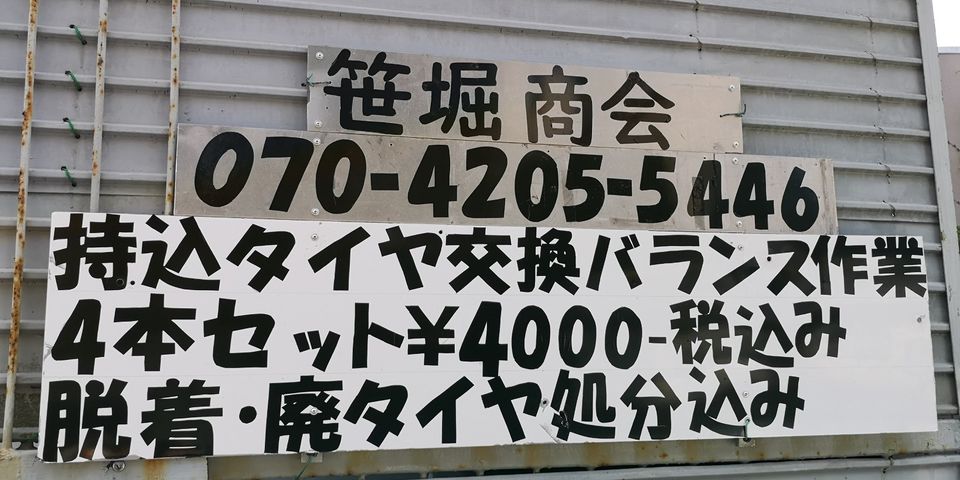 笹堀商会
070-4205-5446
持込タイヤ交換バランス作業
4本セット¥4000-税込み
脱着・廃タイヤ処分込み